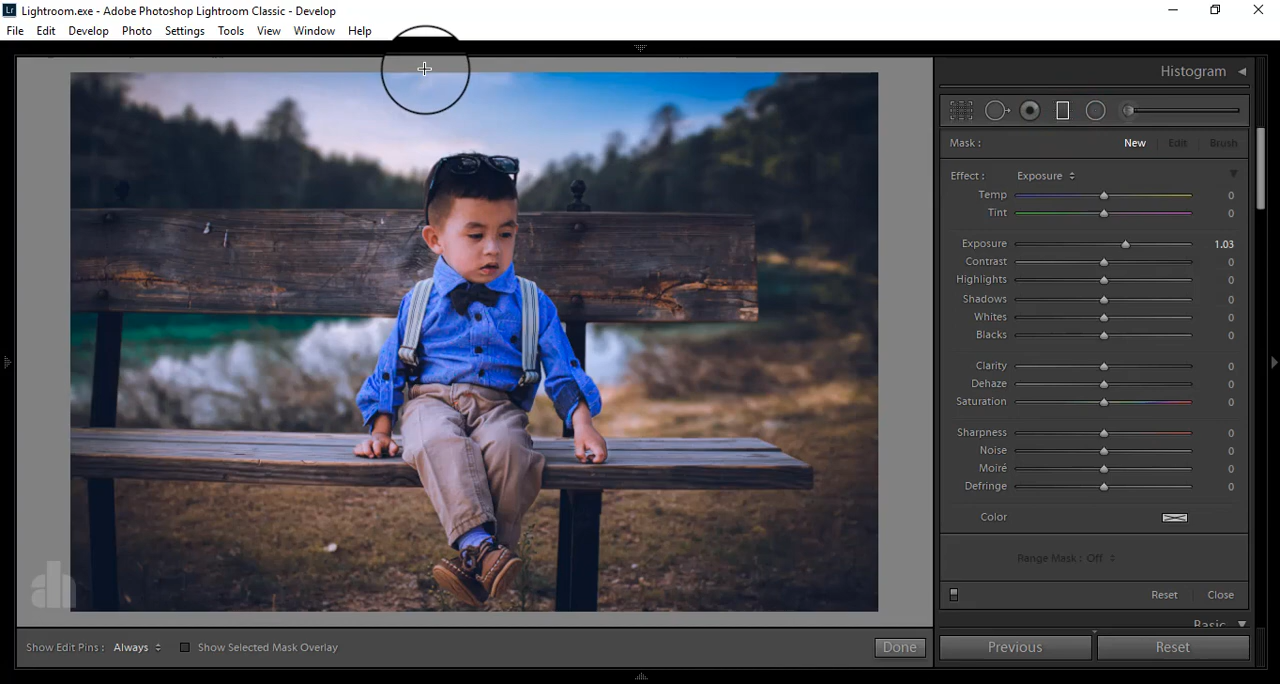 Lr Lightroom.exe - Adobe Photoshop Lightroom Classic - Develop
File Edit Develop Photo Settings Tools View Window Help
Histogram
Mask : New Edit Brush
Effect : Exposure
Temp 0
Tint 0
Exposure 1.03
Contrast 0
Highlights 0
Shadows 0
Whites 0
Blacks 0
Clarity 0
Dehaze 0
Saturation 0
Sharpness 0
Noise 0
Moiré 0
Defringe 0
Color
Range Mask : Off
Reset Close
Basic
Show Edit Pins : Always Show Selected Mask Overlay Done
Previous Reset